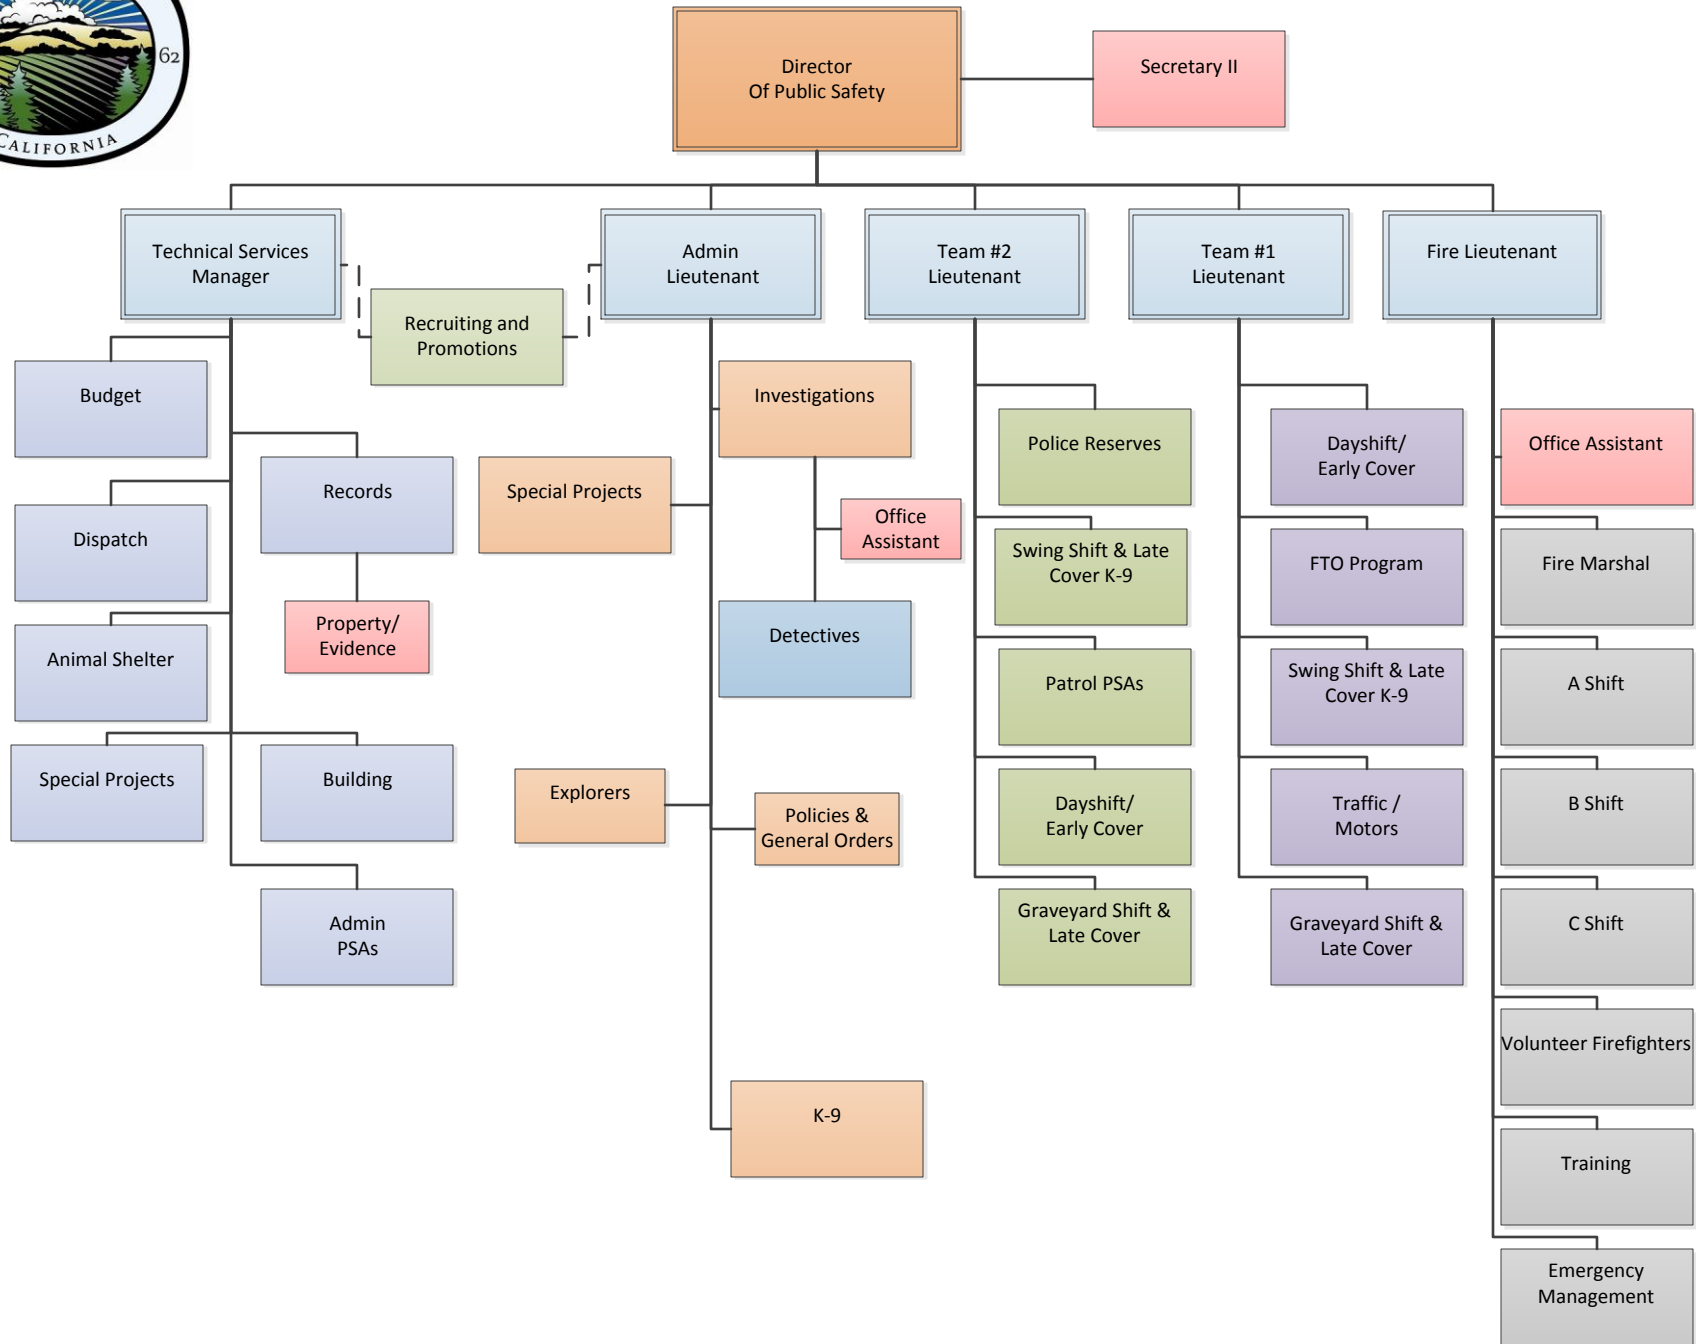 62
CALIFORNIA
Director
Of Public Safety
Secretary II
Technical Services
Manager
Admin
Lieutenant
Team #2
Lieutenant
Team #1
Lieutenant
Fire Lieutenant
Recruiting and
Promotions
Budget
Records
Dispatch
Property/
Evidence
Animal Shelter
Special Projects
Building
Admin
PSAs
Investigations
Special Projects
Office
Assistant
Detectives
Explorers
Policies &
General Orders
K-9
Police Reserves
Swing Shift & Late
Cover K-9
Patrol PSAs
Dayshift/
Early Cover
Graveyard Shift &
Late Cover
Dayshift/
Early Cover
FTO Program
Swing Shift & Late
Cover K-9
Traffic /
Motors
Graveyard Shift &
Late Cover
Office Assistant
Fire Marshal
A Shift
B Shift
C Shift
Volunteer Firefighters
Training
Emergency
Management